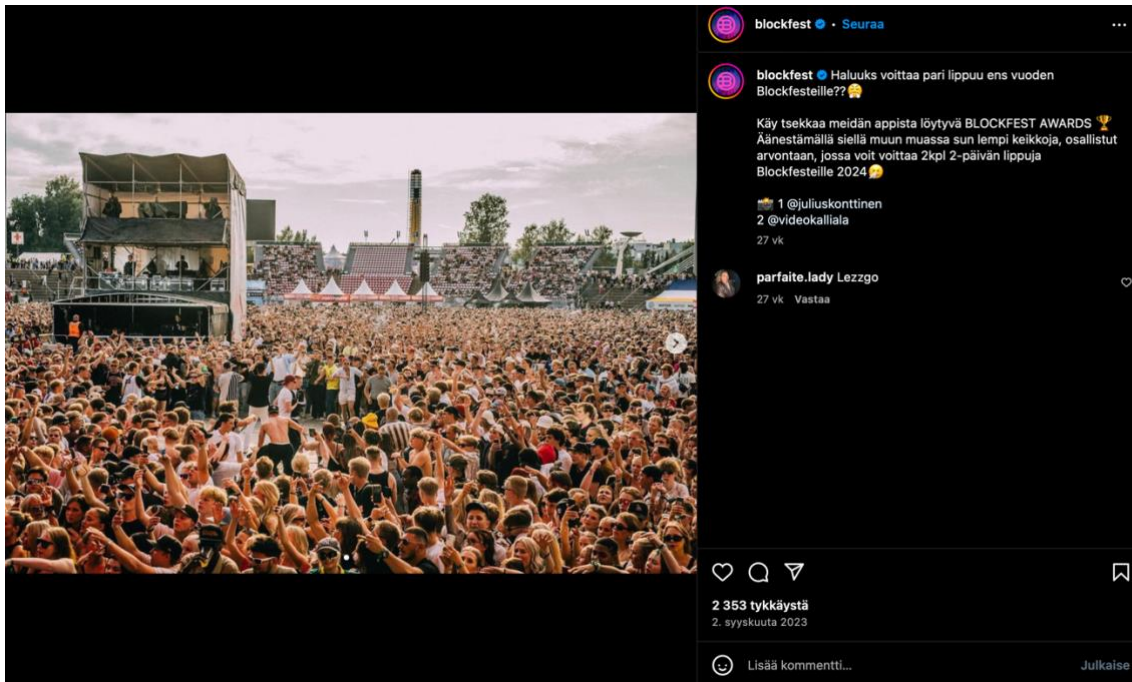 blockfest • Seuraa
blockfest Haluuks voittaa pari lippuu ens vuoden
Blockfesteille??😤
Käy tsekkaa meidän appista löytyvä BLOCKFEST AWARDS 🏆
Äänestämällä siellä muun muassa sun lempi keikkoja, osallistut
arvontaan, jossa voit voittaa 2kpl 2-päivän lippuja
Blockfesteille 2024🤧
📸 1 @juliuskonttinen
2 @videokalliala
27 vk
parfaite.lady Lezzgo
27 vk Vastaa
2 353 tykkäystä
2. syyskuuta 2023
Lisää kommentti... Julkaise